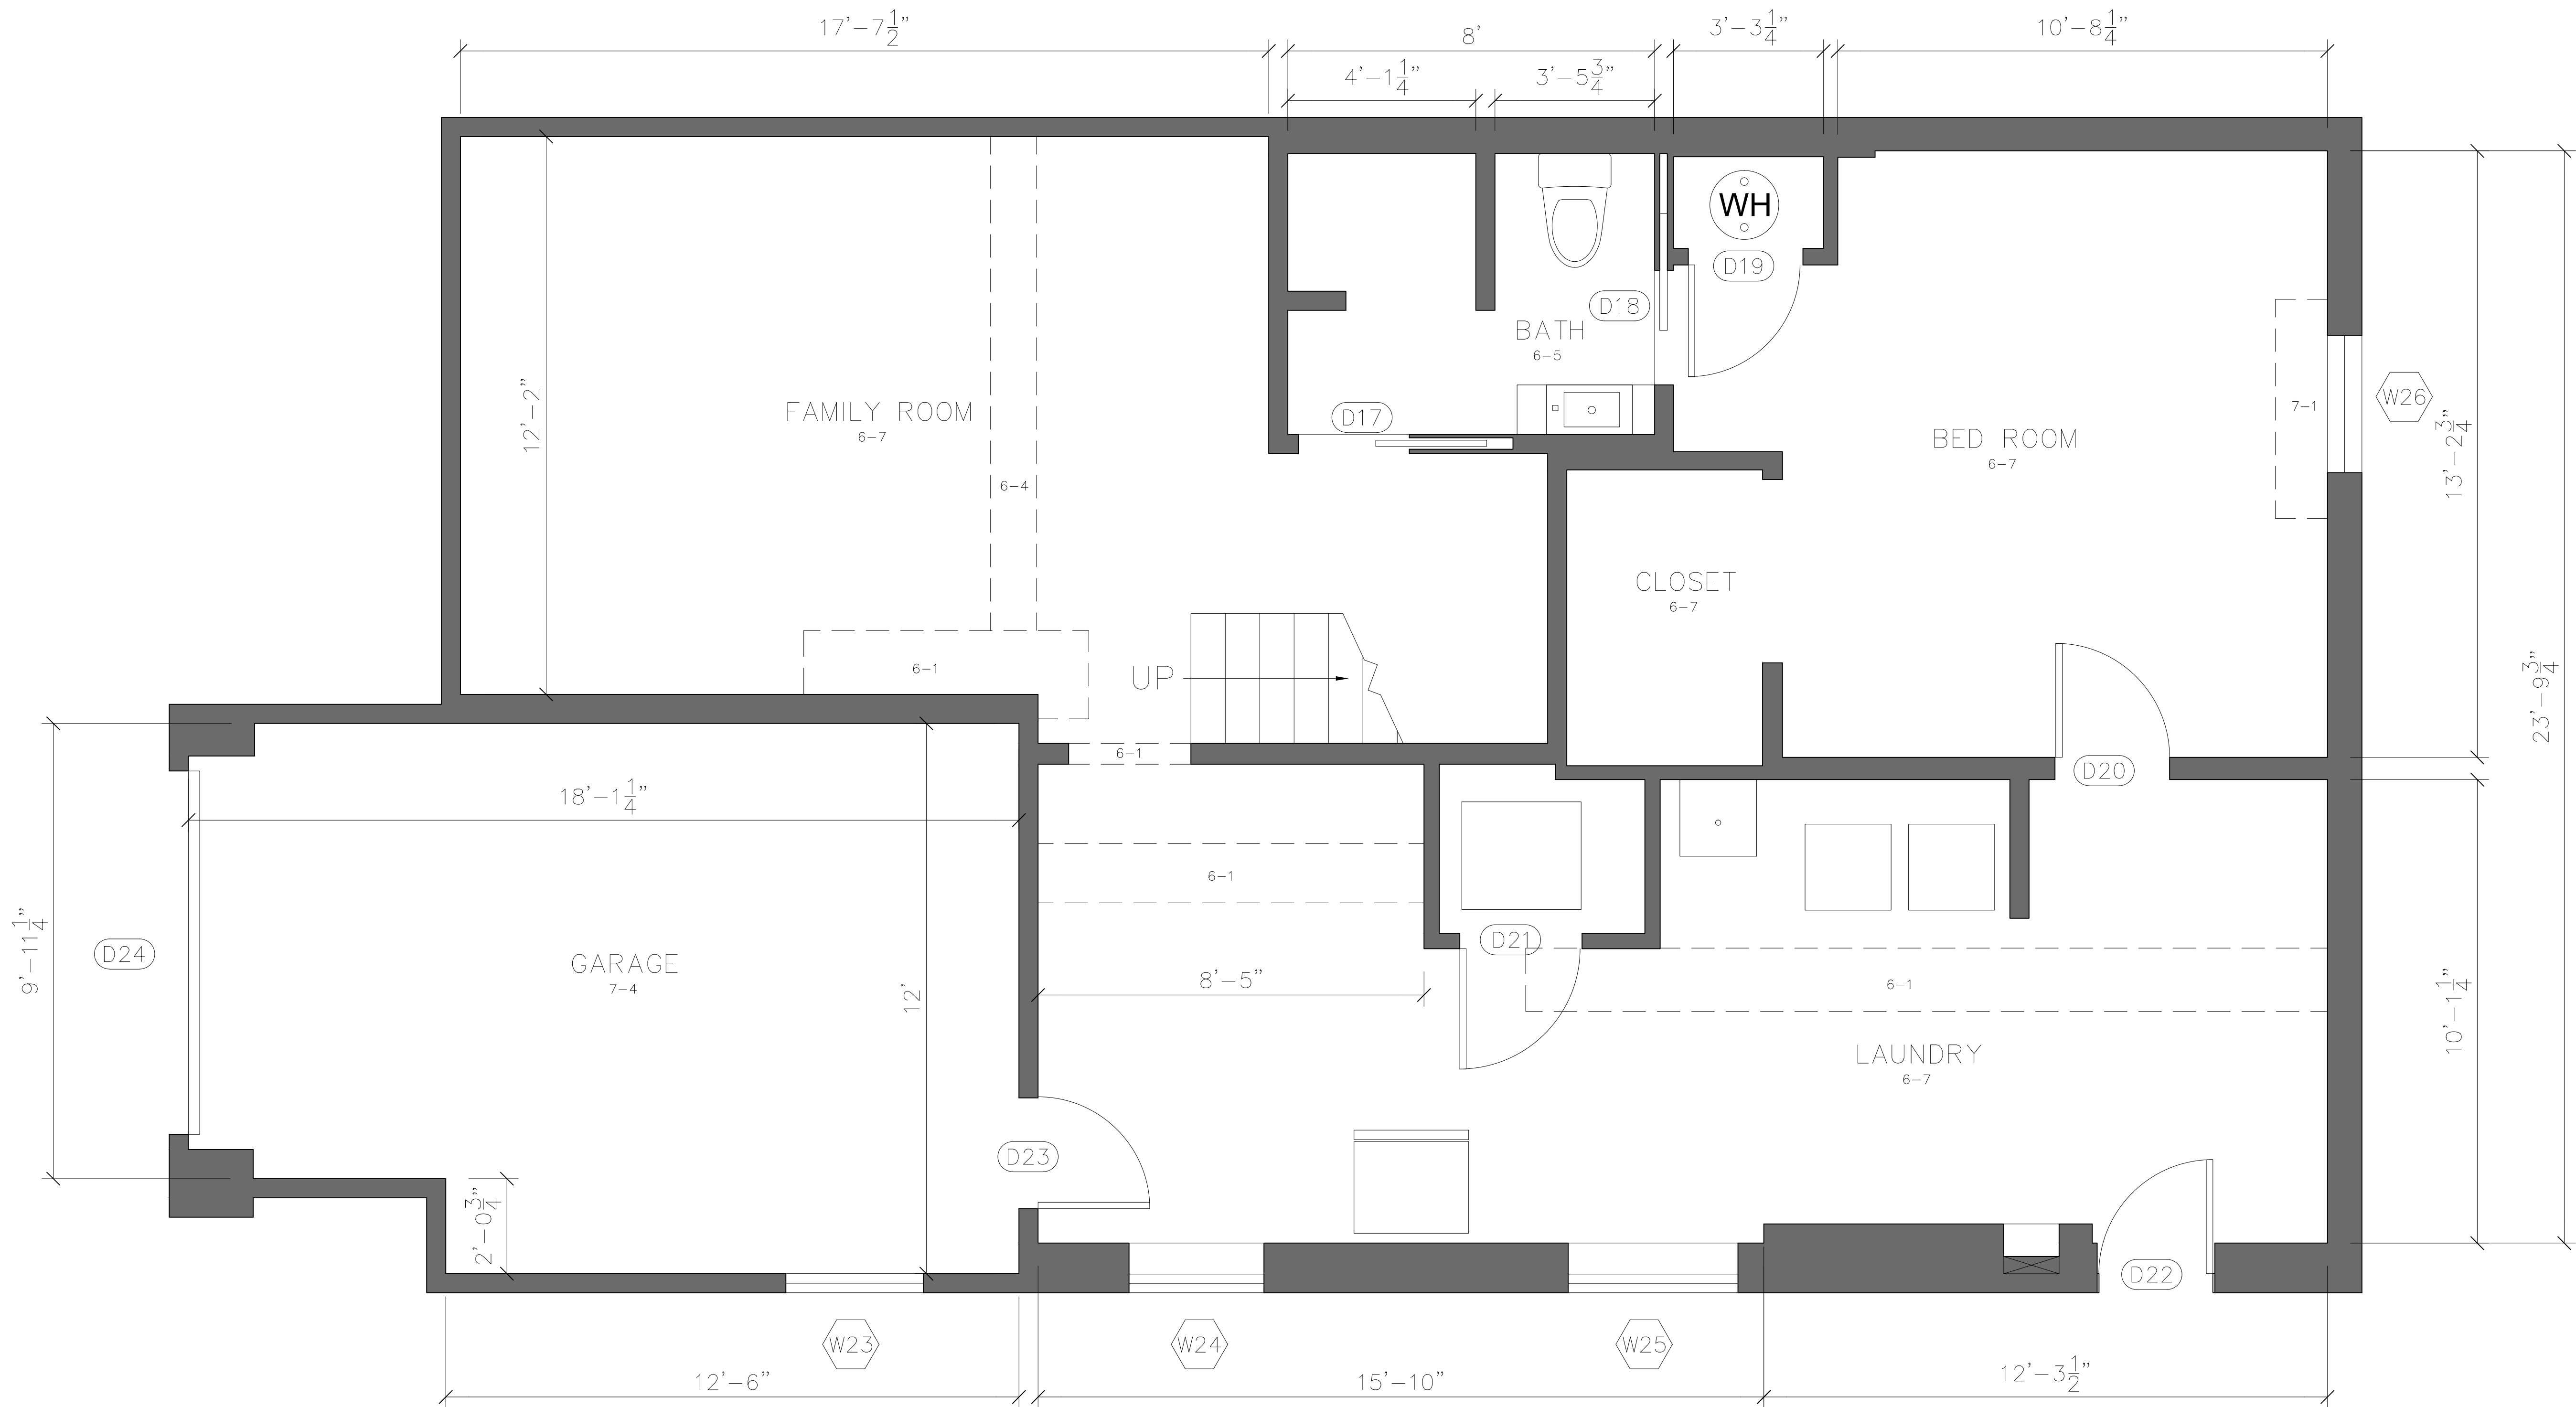 17'-7 1/2"
8'
3'-3 1/4"
10'-8 1/4"
4'-1 1/4"
3'-5 3/4"
WH
D19
D18
BATH
6-5
12'-2"
FAMILY ROOM
6-7
D17
7-1
W26
13'-2 3/4"
BED ROOM
6-7
6-4
CLOSET
6-7
23'-9 3/4"
6-1
UP
6-1
D20
18'-1 1/4"
6-1
9'-11 1/4"
D24
GARAGE
7-4
12'
8'-5"
D21
6-1
10'-1 1/4"
LAUNDRY
6-7
D23
2'-0 3/4"
D22
W23
W24
W25
12'-6"
15'-10"
12'-3 1/2"